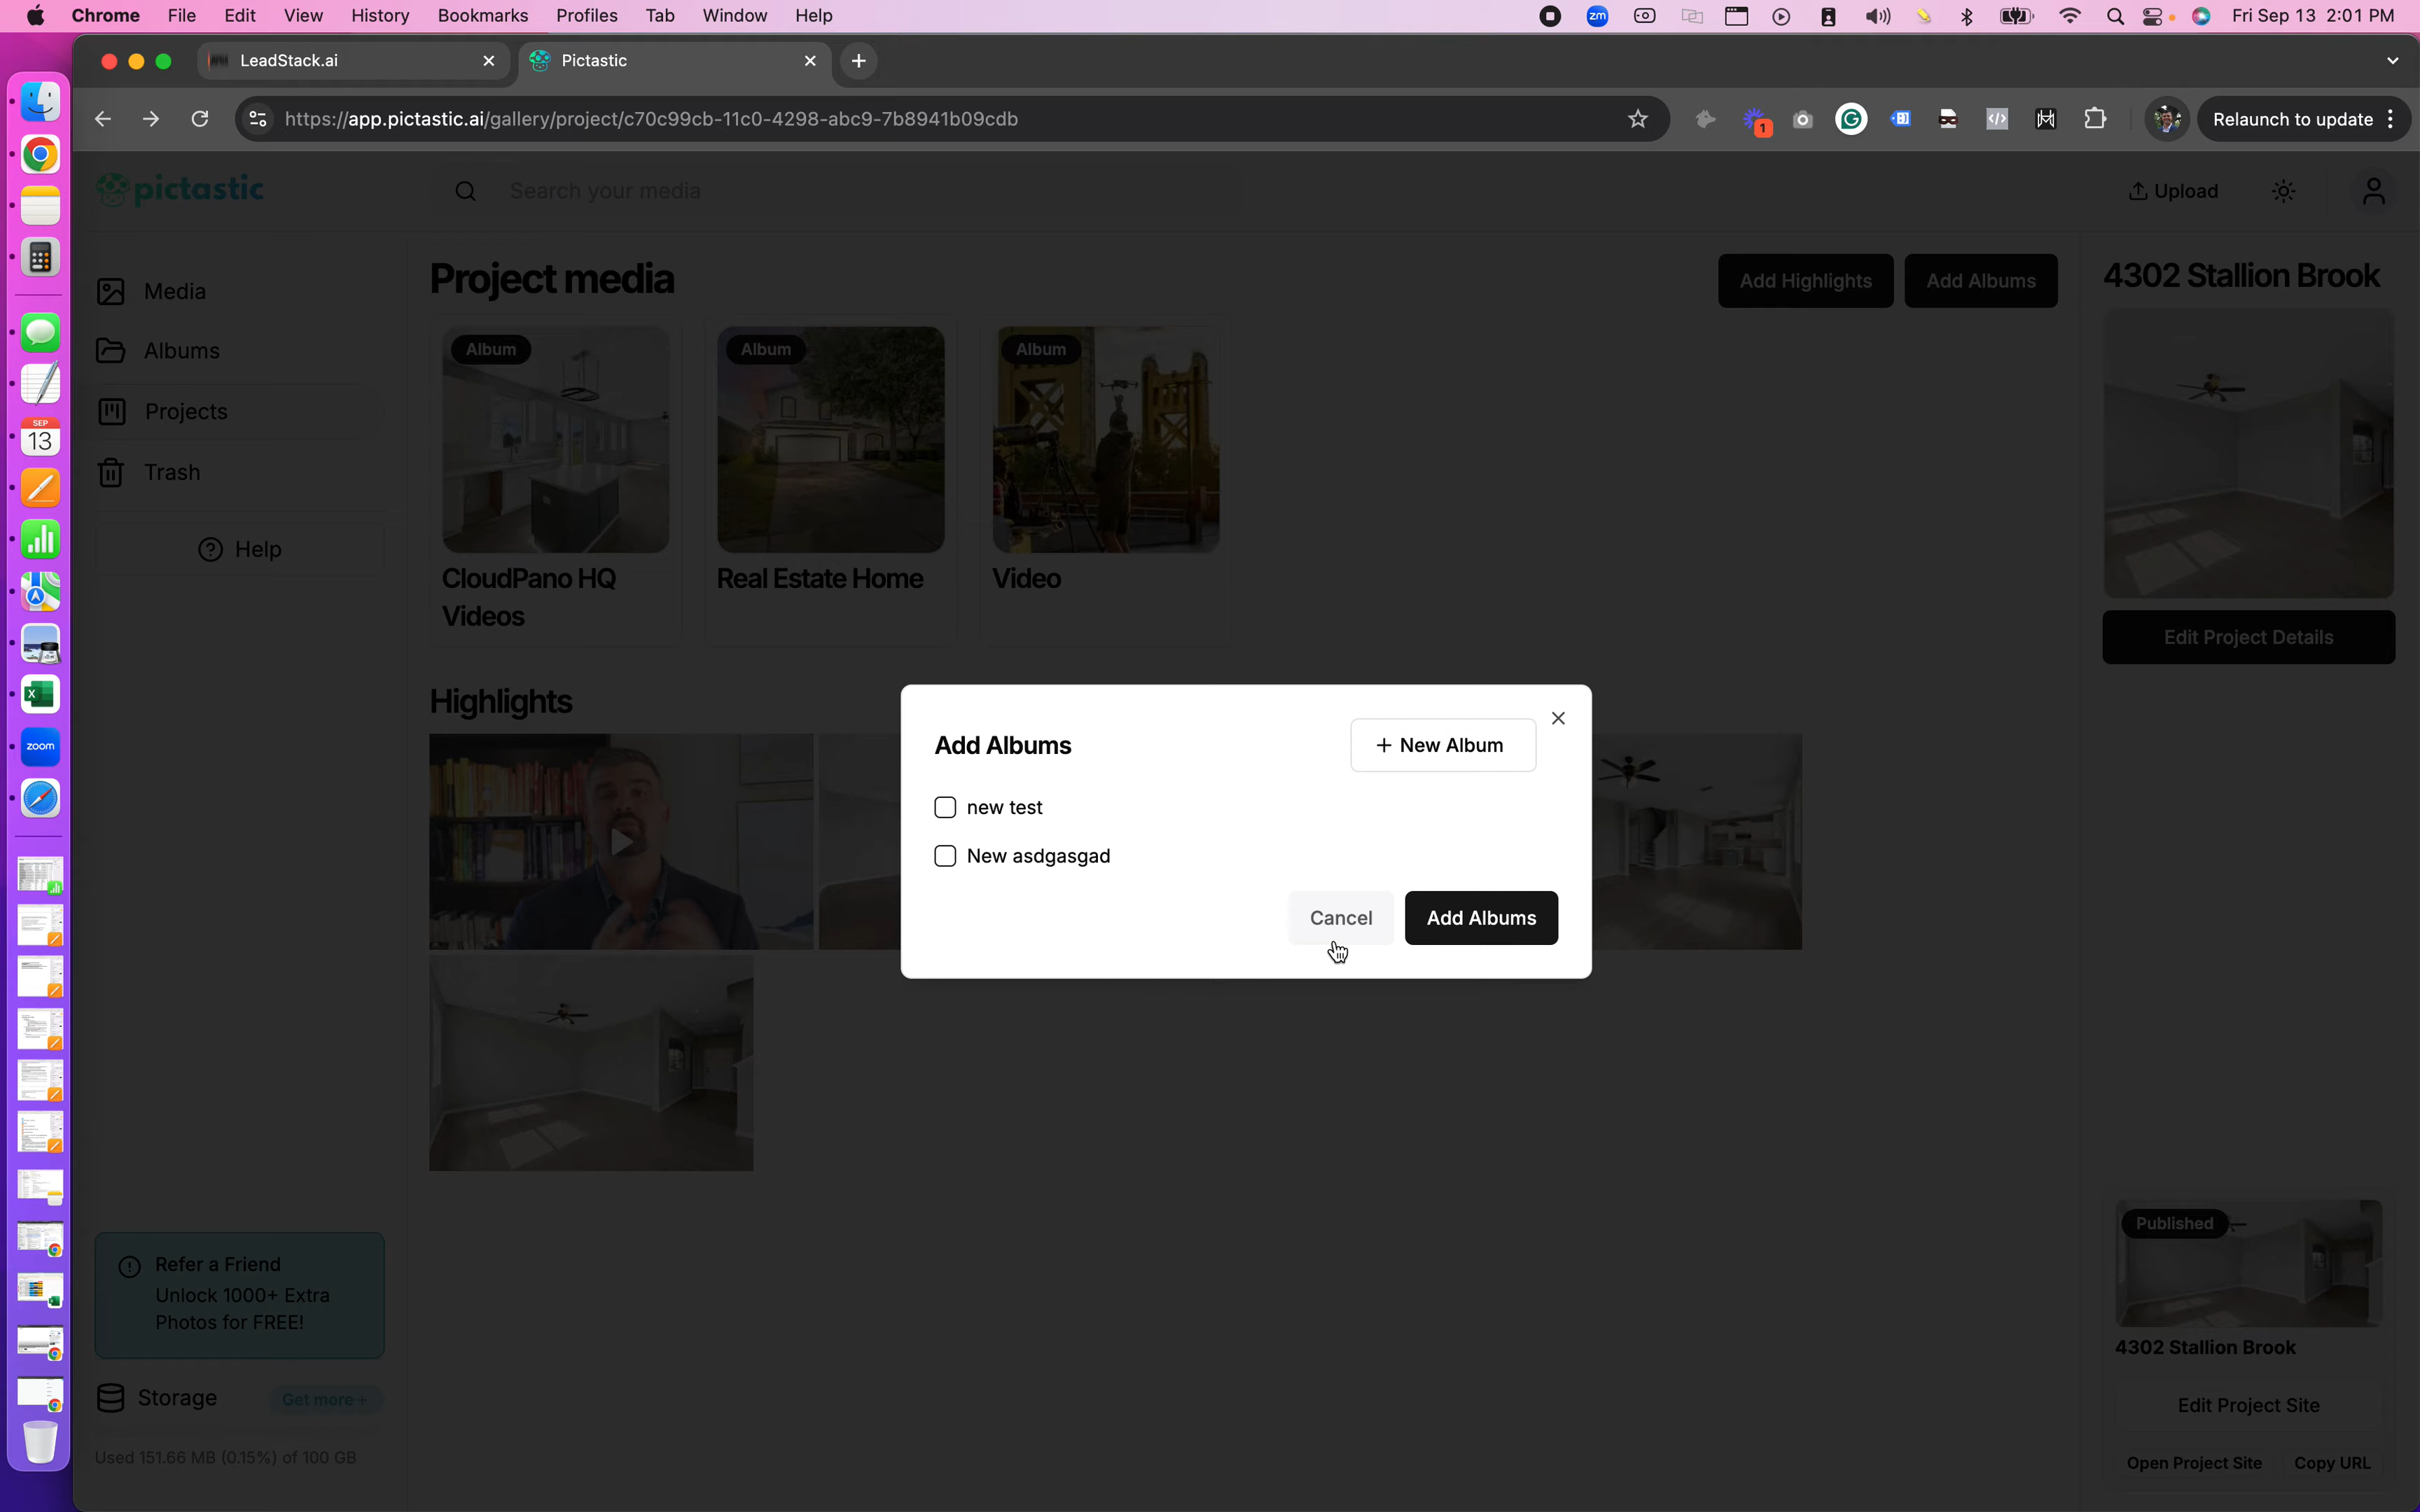 Chrome File Edit View History Bookmarks Profiles Tab Window Help zm Fri Sep 13 2:01 PM
LeadStack.ai Pictastic
https://app.pictastic.ai/gallery/project/c70c99cb-11c0-4298-abc9-7b8941b09cdb 1 Relaunch to update
pictastic Search your media Upload
Media
Albums
Projects
Trash
Help
Project media Add Highlights Add Albums
Album Album Album
CloudPano HQ
Videos
Real Estate Home
Video
Highlights
Add Albums + New Album
new test
New asdgasgad
Cancel Add Albums
4302 Stallion Brook
Edit Project Details
Published
4302 Stallion Brook
Edit Project Site
Open Project Site Copy URL
Refer a Friend
Unlock 1000+ Extra
Photos for FREE!
Storage Get more +
Used 151.66 MB (0.15%) of 100 GB
SEP
13
zoom